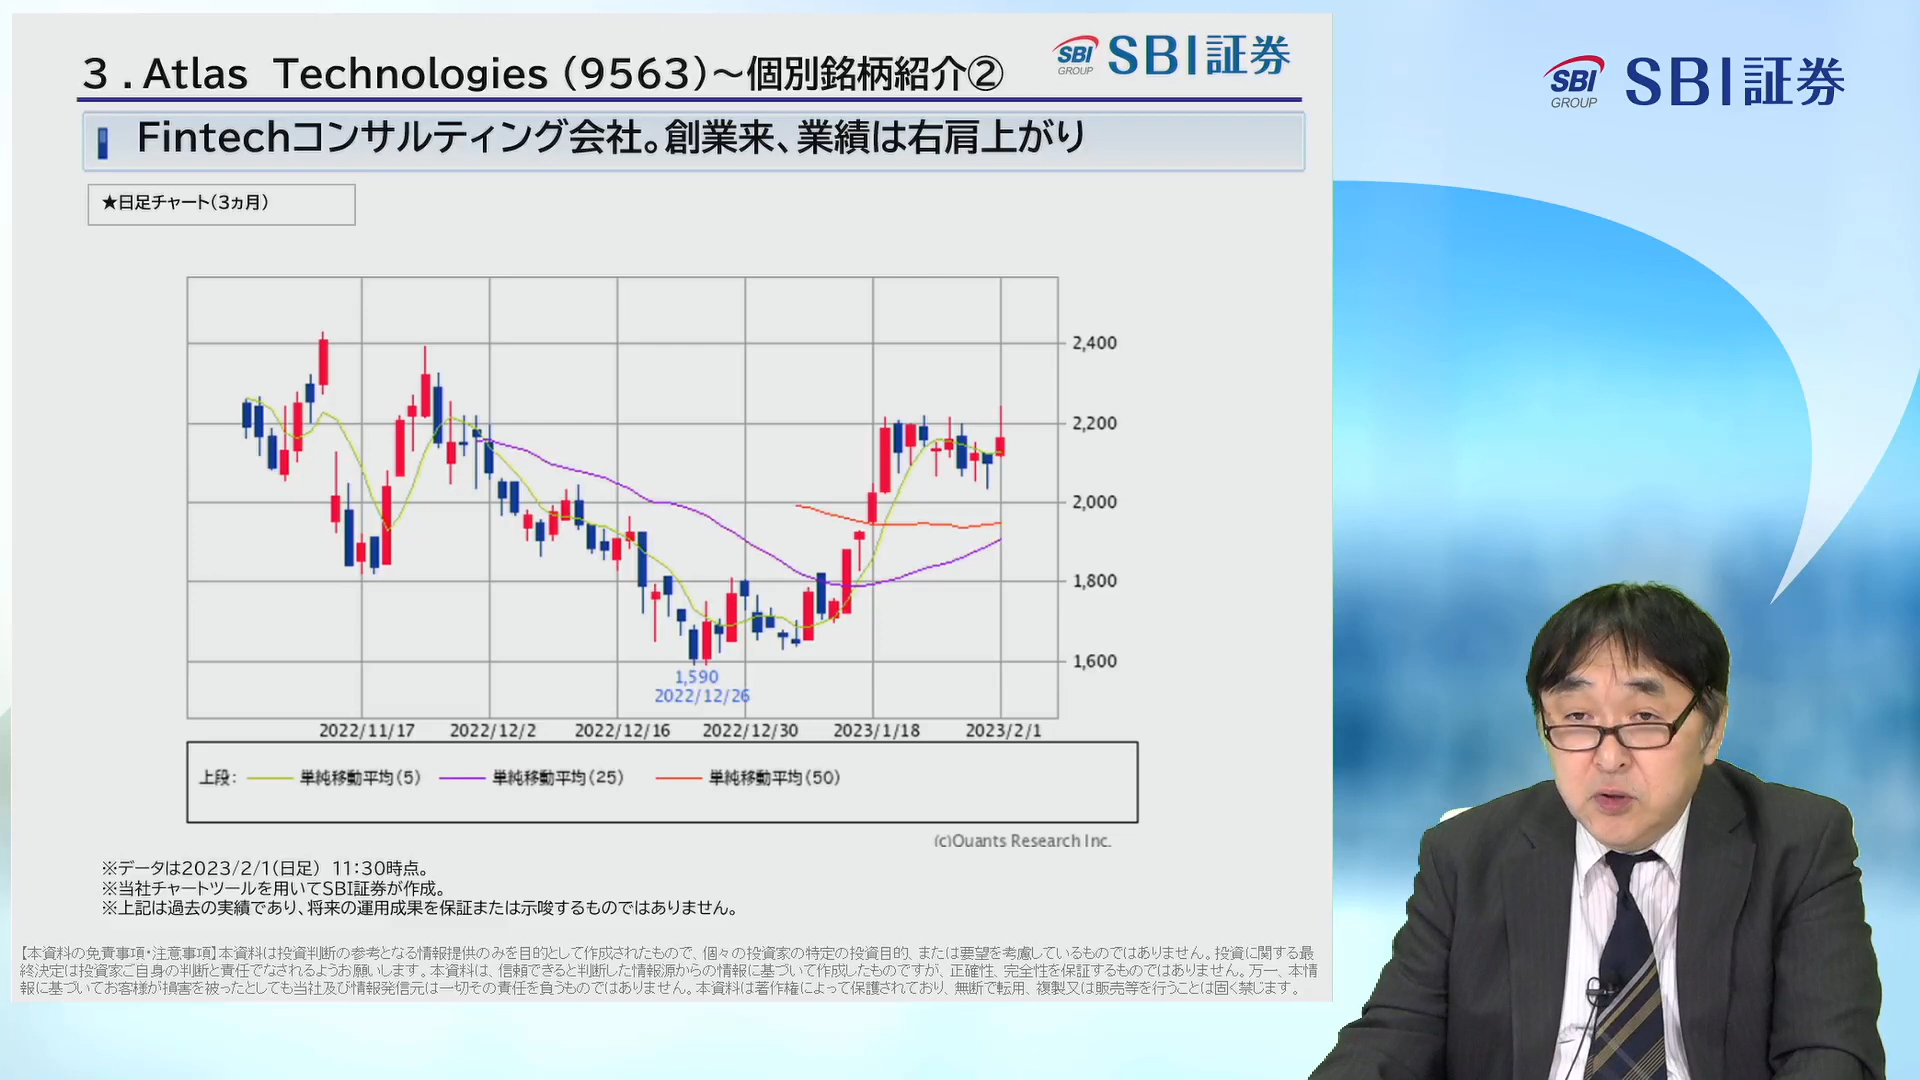 3．Atlas Technologies（9563）～個別銘柄紹介②
SBI GROUP SBI証券
SBI GROUP SBI証券
Fintechコンサルティング会社。創業来、業績は右肩上がり
★日足チャート（3ヵ月）
2,400
2,200
2,000
1,800
1,600
1,590
2022/12/26
2022/11/17 2022/12/2 2022/12/16 2022/12/30 2023/1/18 2023/2/1
上段： 単純移動平均(5) 単純移動平均(25) 単純移動平均(50)
(c)Quants Research Inc.
※データは2023/2/1（日足） 11：30時点。
※当社チャートツールを用いてSBI証券が作成。
※上記は過去の実績であり、将来の運用成果を保証または示唆するものではありません。
【本資料の免責事項・注意事項】本資料は投資判断の参考となる情報提供のみを目的として作成されたもので、個々の投資家の特定の投資目的、または要望を考慮しているものではありません。投資に関する最
終決定は投資家ご自身の判断と責任でなされるようお願いします。本資料は、信頼できると判断した情報源からの情報に基づいて作成したものですが、正確性、完全性を保証するものではありません。万一、本情
報に基づいてお客様が損害を被ったとしても当社及び情報発信元は一切その責任を負うものではありません。本資料は著作権によって保護されており、無断で転用、複製又は販売等を行うことは固く禁じます。